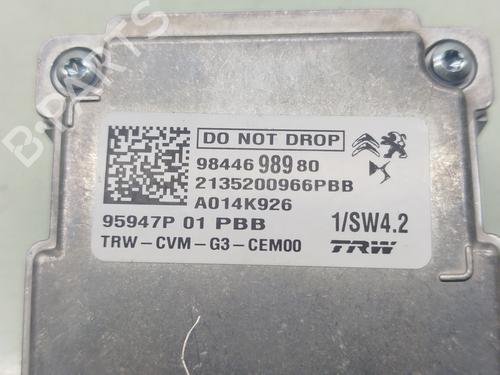 DO NOT DROP
98446 989 80
2135200966PBB
A014K926
95947P 01 PBB
1/SW4.2
TRW-CVM-G3-CEM00
TRW
B-PARTS